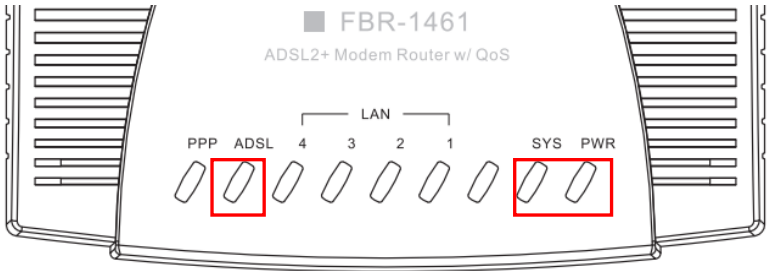 FBR-1461
ADSL2+ Modem Router w/ QoS
LAN
PPP ADSL 4 3 2 1 SYS PWR